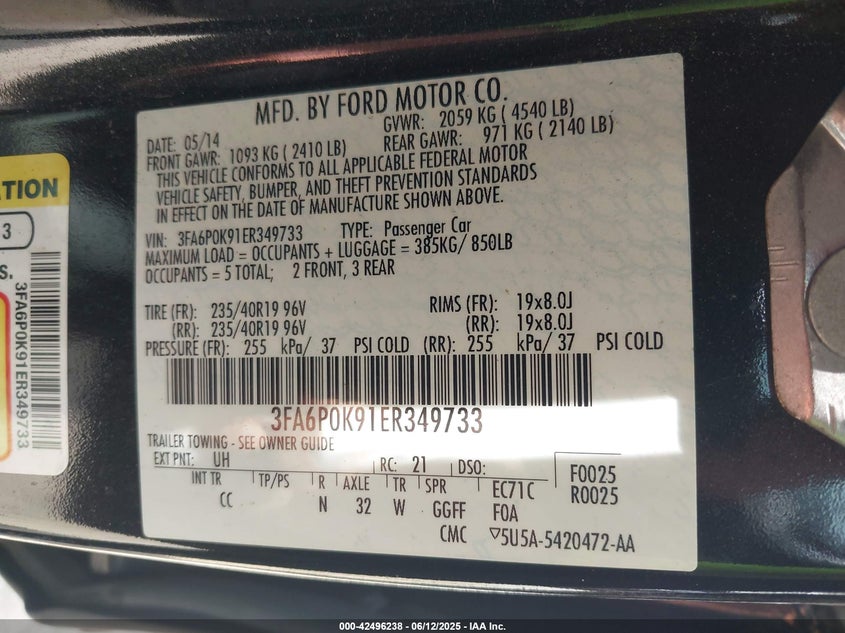 MFD. BY FORD MOTOR CO.
DATE: 05/14 GVWR: 2059 KG ( 4540 LB)
FRONT GAWR: 1093 KG ( 2410 LB) REAR GAWR: 971 KG ( 2140 LB)
THIS VEHICLE CONFORMS TO ALL APPLICABLE FEDERAL MOTOR
VEHICLE SAFETY, BUMPER, AND THEFT PREVENTION STANDARDS
IN EFFECT ON THE DATE OF MANUFACTURE SHOWN ABOVE.
VIN: 3FA6P0K91ER349733 TYPE: Passenger Car
MAXIMUM LOAD = OCCUPANTS + LUGGAGE = 385KG/ 850LB
OCCUPANTS = 5 TOTAL; 2 FRONT, 3 REAR
TIRE (FR): 235/40R19 96V RIMS (FR): 19x8.0J
(RR): 235/40R19 96V (RR): 19x8.0J
PRESSURE (FR): 255 kPa/ 37 PSI COLD (RR): 255 kPa/ 37 PSI COLD
3FA6P0K91ER349733
TRAILER TOWING - SEE OWNER GUIDE
EXT PNT: UH RC: 21 DSO: F0025
INT TR TP/PS R AXLE TR SPR EC71C R0025
CC N 32 W GGFF F0A
CMC ▽5U5A-5420472-AA
ATION
3
S.
3FA6P0K91ER349733
000-42496238 - 06/12/2025 - IAA Inc.